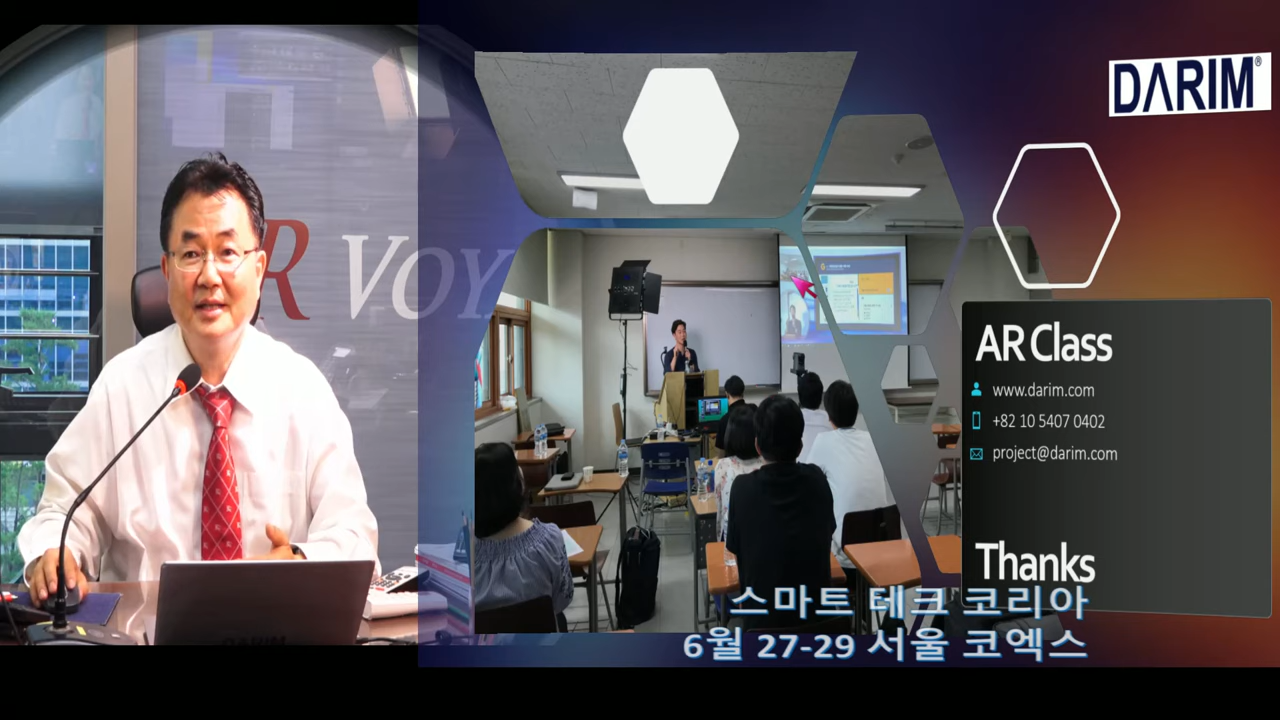 DARIM®
R VOY
AR Class
www.darim.com
+82 10 5407 0402
project@darim.com
Thanks
스마트 테크 코리아
6월 27-29 서울 코엑스